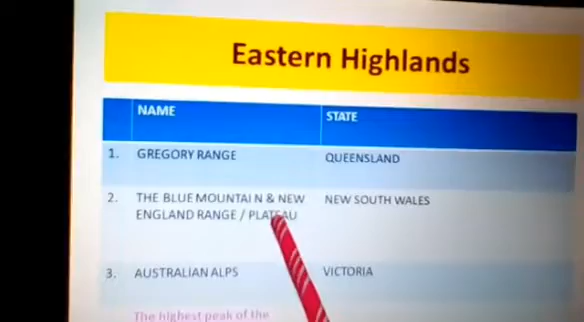 Eastern Highlands
NAME STATE
1. GREGORY RANGE QUEENSLAND
2. THE BLUE MOUNTAIN & NEW NEW SOUTH WALES
ENGLAND RANGE / PLATEAU
3. AUSTRALIAN ALPS VICTORIA
The highest peak of the